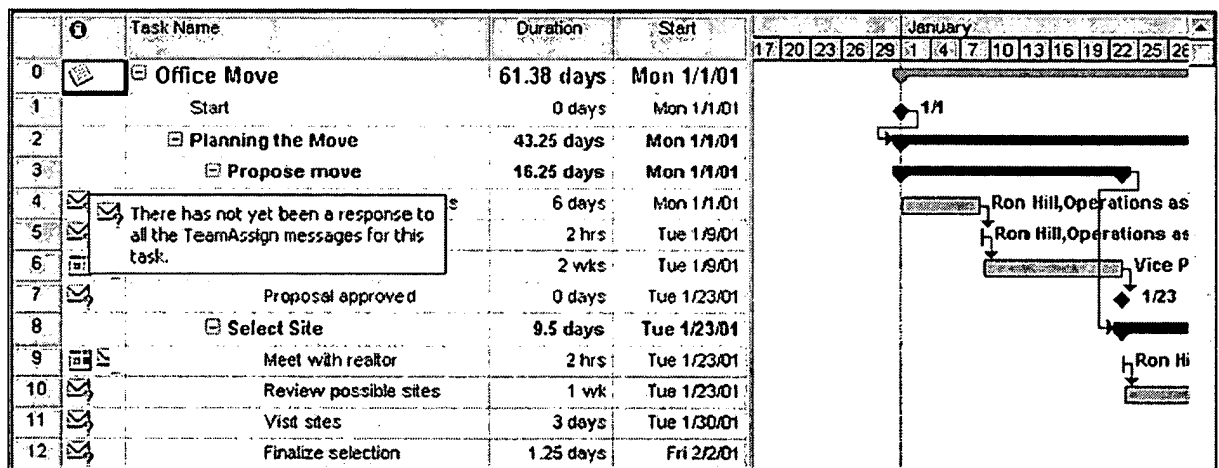 Task Name Duration Start January
17 20 23 26 29 1 4 7 10 13 16 19 22 25 28
0 Office Move 61.38 days Mon 1/1/01
1 Start 0 days Mon 1/1/01 1/1
2 Planning the Move 43.25 days Mon 1/1/01
3 Propose move 16.25 days Mon 1/1/01
4 s 6 days Mon 1/1/01 Ron Hill,Operations as
There has not yet been a response to
all the TeamAssign messages for this
task.
5 2 hrs Tue 1/9/01 Ron Hill,Operations as
6 2 wks Tue 1/9/01 Vice P
7 Proposal approved 0 days Tue 1/23/01 1/23
8 Select Site 9.5 days Tue 1/23/01
9 Meet with realtor 2 hrs Tue 1/23/01 Ron Hi
10 Review possible sites 1 wk Tue 1/23/01
11 Visit sites 3 days Tue 1/30/01
12 Finalize selection 1.25 days Fri 2/2/01